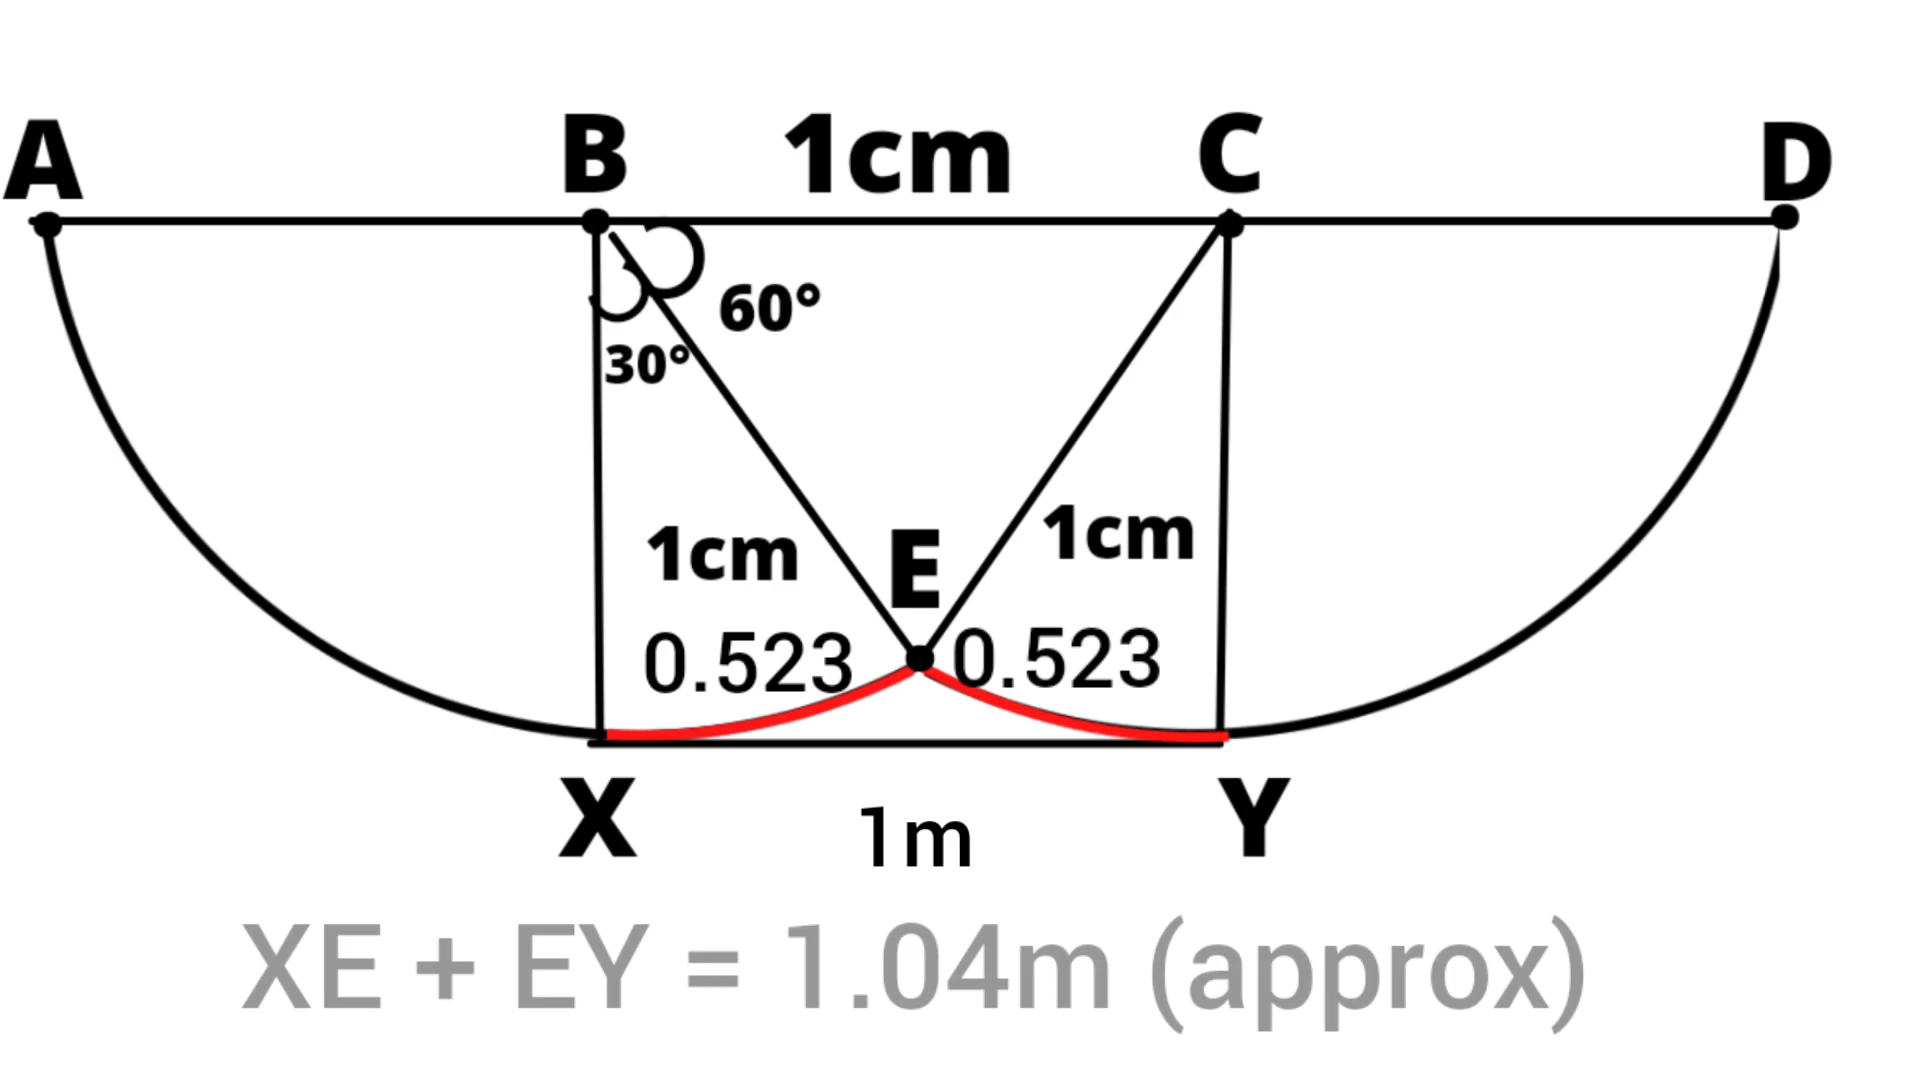 A B 1cm C D
60°
30°
1cm E 1cm
0.523 0.523
X 1m Y
XE + EY = 1.04m (approx)